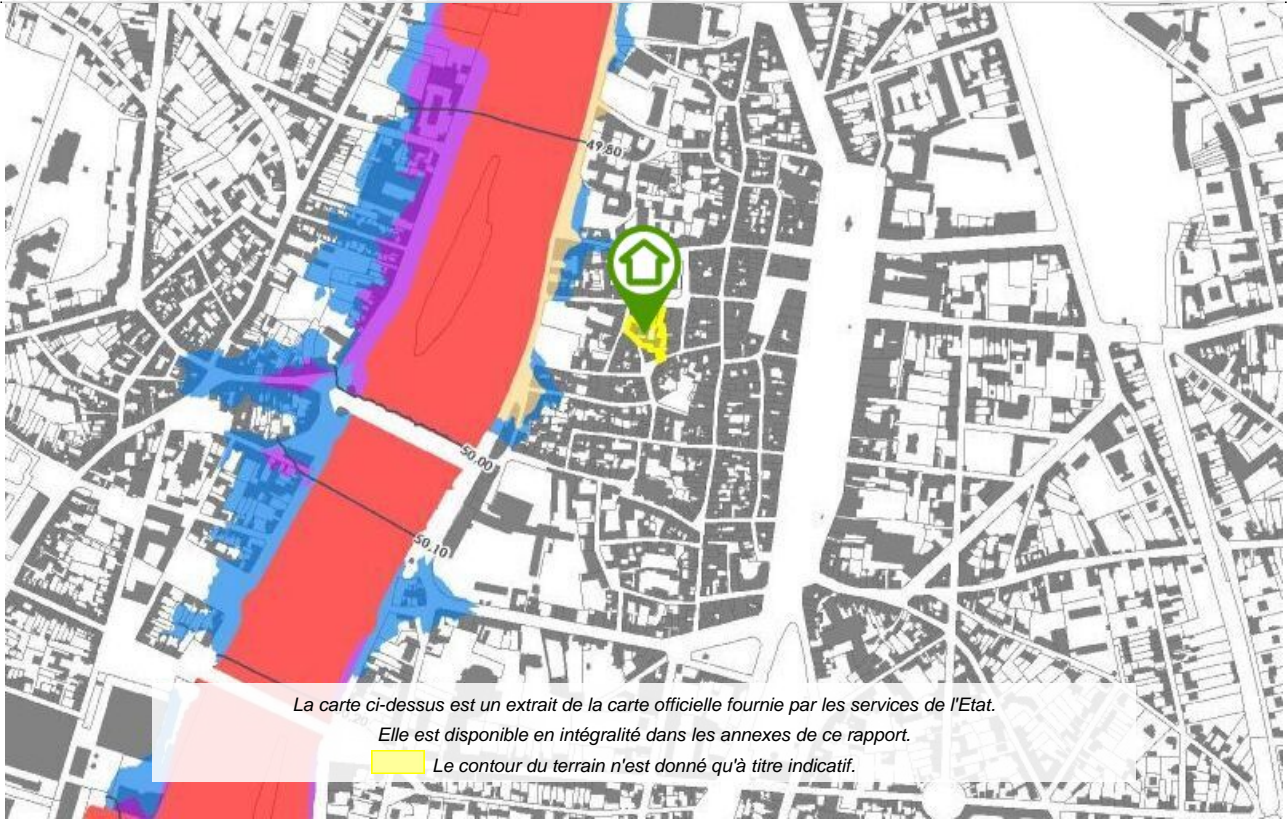 49,80
50,00
50,10
La carte ci-dessus est un extrait de la carte officielle fournie par les services de l'Etat.
Elle est disponible en intégralité dans les annexes de ce rapport.
Le contour du terrain n'est donné qu'à titre indicatif.